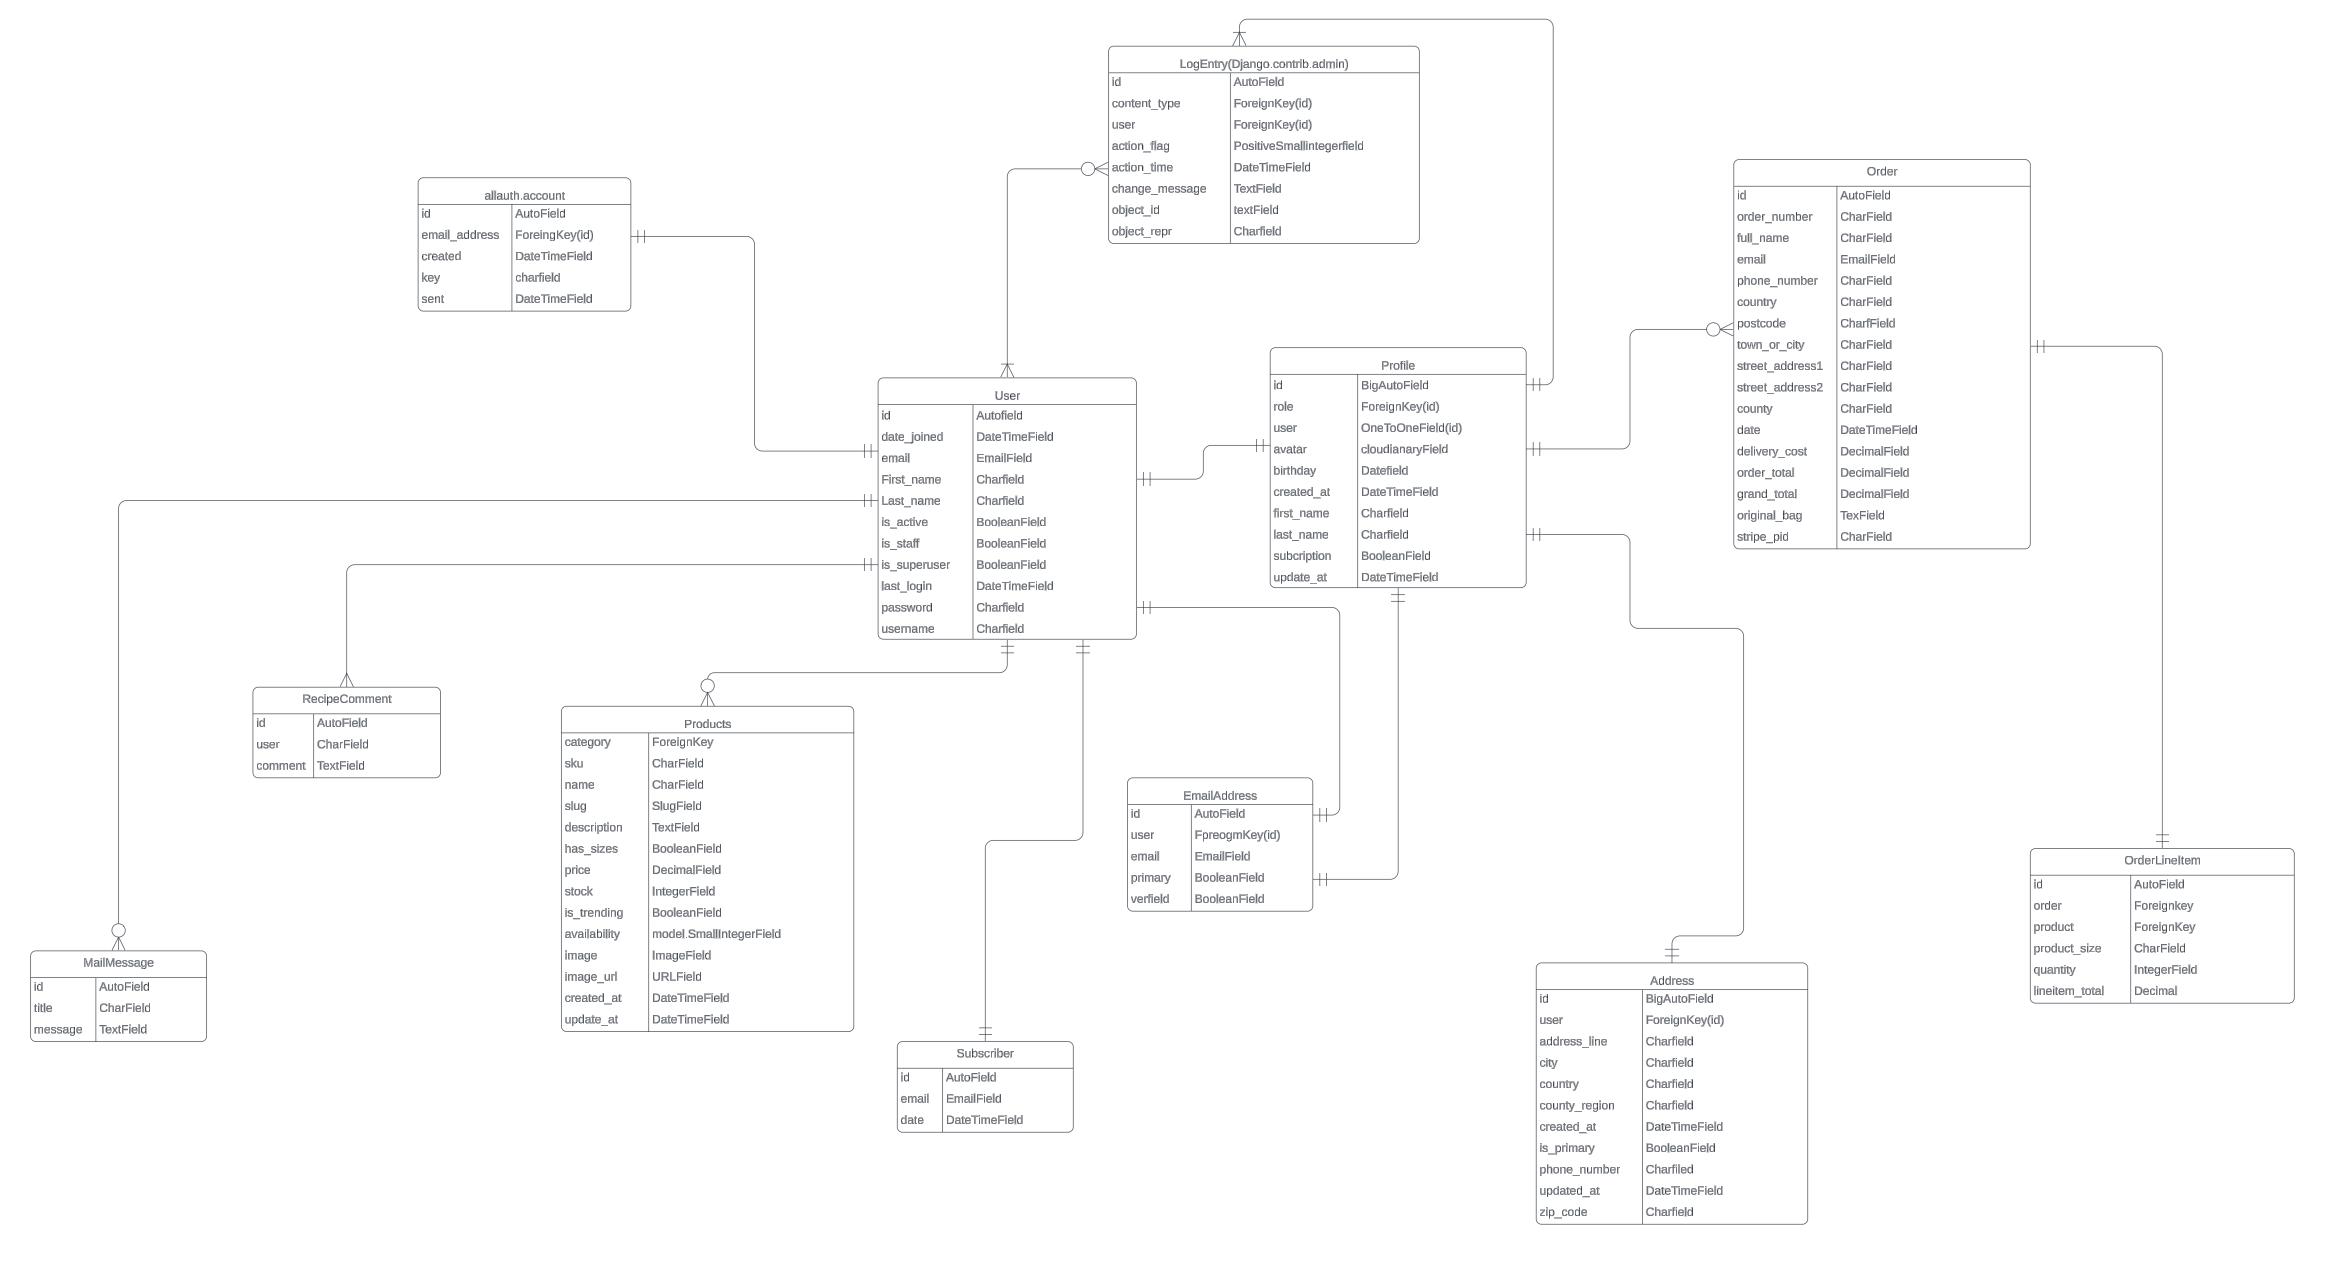 LogEntry(Django.contrib.admin)
id AutoField
content_type ForeignKey(id)
user ForeignKey(id)
action_flag PositiveSmallintegerfield
action_time DateTimeField
change_message TextField
object_id textField
object_repr Charfield
allauth.account
id AutoField
email_address ForeingKey(id)
created DateTimeField
key charfield
sent DateTimeField
Order
id AutoField
order_number CharField
full_name CharField
email EmailField
phone_number CharField
country CharField
postcode CharfField
town_or_city CharField
street_address1 CharField
street_address2 CharField
county CharField
date DateTimeField
delivery_cost DecimalField
order_total DecimalField
grand_total DecimalField
original_bag TexField
stripe_pid CharField
User
id Autofield
date_joined DateTimeField
email EmailField
First_name Charfield
Last_name Charfield
is_active BooleanField
is_staff BooleanField
is_superuser BooleanField
last_login DateTimeField
password Charfield
username Charfield
Profile
id BigAutoField
role ForeignKey(id)
user OneToOneField(id)
avatar cloudianaryField
birthday Datefield
created_at DateTimeField
first_name Charfield
last_name Charfield
subcription BooleanField
update_at DateTimeField
RecipeComment
id AutoField
user CharField
comment TextField
Products
category ForeignKey
sku CharField
name CharField
slug SlugField
description TextField
has_sizes BooleanField
price DecimalField
stock IntegerField
is_trending BooleanField
availability model.SmallIntegerField
image ImageField
image_url URLField
created_at DateTimeField
update_at DateTimeField
EmailAddress
id AutoField
user FpreogmKey(id)
email EmailField
primary BooleanField
verfield BooleanField
OrderLineItem
id AutoField
order Foreignkey
product ForeignKey
product_size CharField
quantity IntegerField
lineitem_total Decimal
MailMessage
id AutoField
title CharField
message TextField
Subscriber
id AutoField
email EmailField
date DateTimeField
Address
id BigAutoField
user ForeignKey(id)
address_line Charfield
city Charfield
country Charfield
county_region Charfield
created_at DateTimeField
is_primary BooleanField
phone_number Charfiled
updated_at DateTimeField
zip_code Charfield